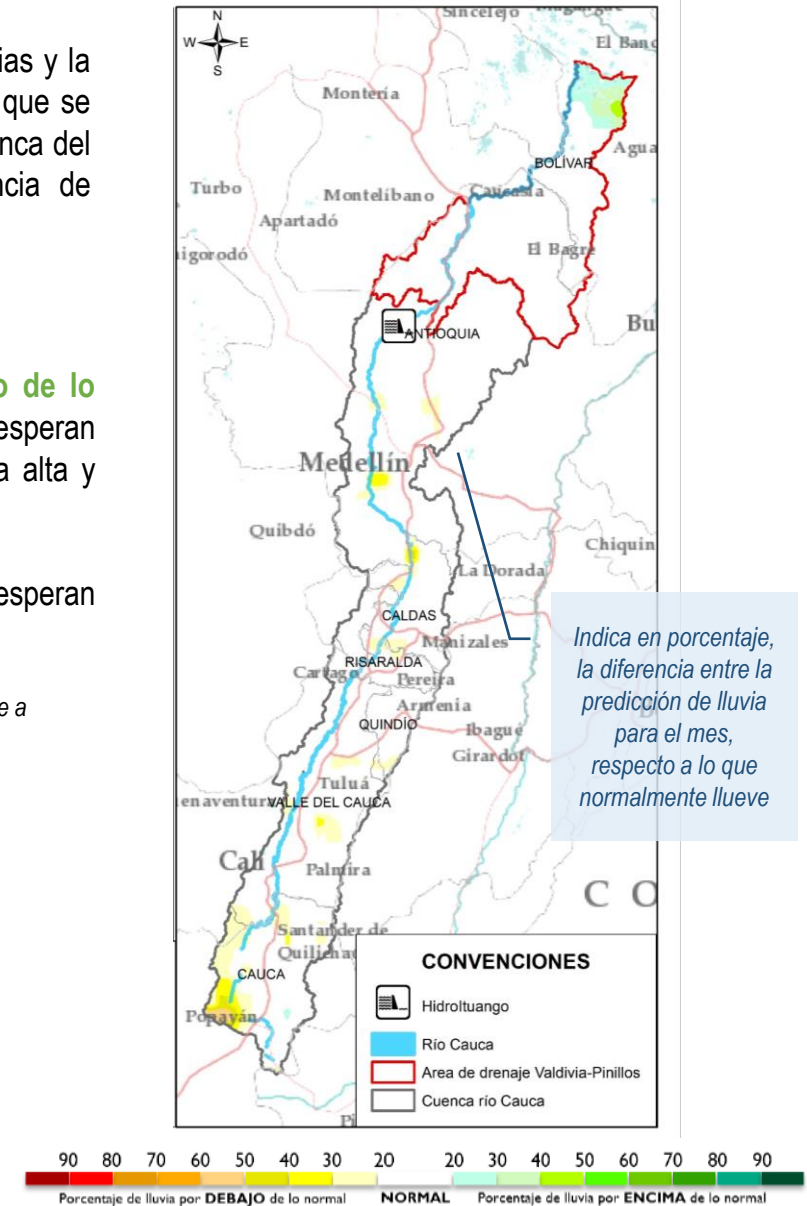 ias y la
que se
nca del
ncia de
o de lo
esperan
a alta y
esperan
e a
N
W E
S
Sincelejo
El Banc
Montería
Agua
BOLÍVAR
Turbo
Montelíbano
Caucasia
Apartadó
igorodó
El Bagre
Bu
ANTIOQUIA
Medellín
Quibdó
Chiquin
La Dorada
CALDAS
Manizales
RISARALDA
Cartago
Pereira
Armenia
QUINDÍO
Ibagué
Girardot
Tuluá
enaventura
VALLE DEL CAUCA
Cali
Palmira
C O
Santander de
Quilichao
CAUCA
Popayán
Pi
Indica en porcentaje,
la diferencia entre la
predicción de lluvia
para el mes,
respecto a lo que
normalmente llueve
CONVENCIONES
HidroItuango
Río Cauca
Area de drenaje Valdivia-Pinillos
Cuenca río Cauca
90 80 70 60 50 40 30 20 20 30 40 50 60 70 80 90
Porcentaje de lluvia por DEBAJO de lo normal NORMAL Porcentaje de lluvia por ENCIMA de lo normal